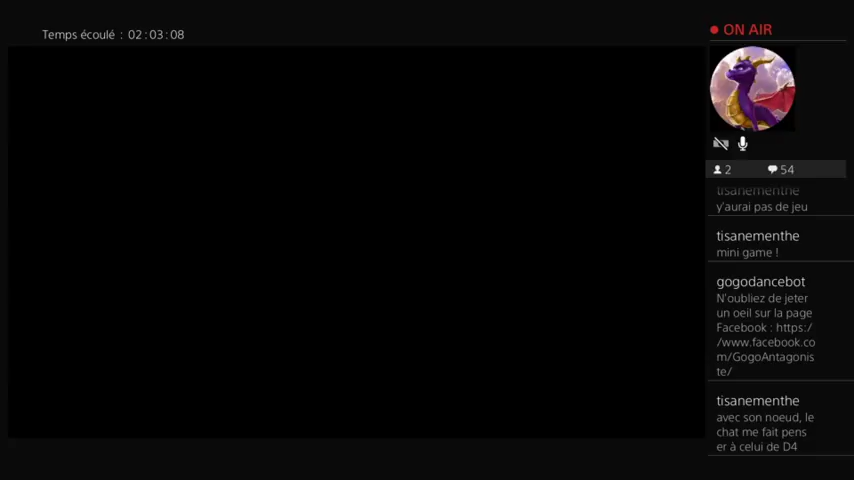 Temps écoulé : 02:03:08
ON AIR
2
54
tisanementhe
y'aurai pas de jeu
tisanementhe
mini game !
gogodancebot
N'oubliez de jeter
un oeil sur la page
Facebook : https:/
/www.facebook.co
m/GogoAntagonis
te/
tisanementhe
avec son noeud, le
chat me fait pens
er à celui de D4